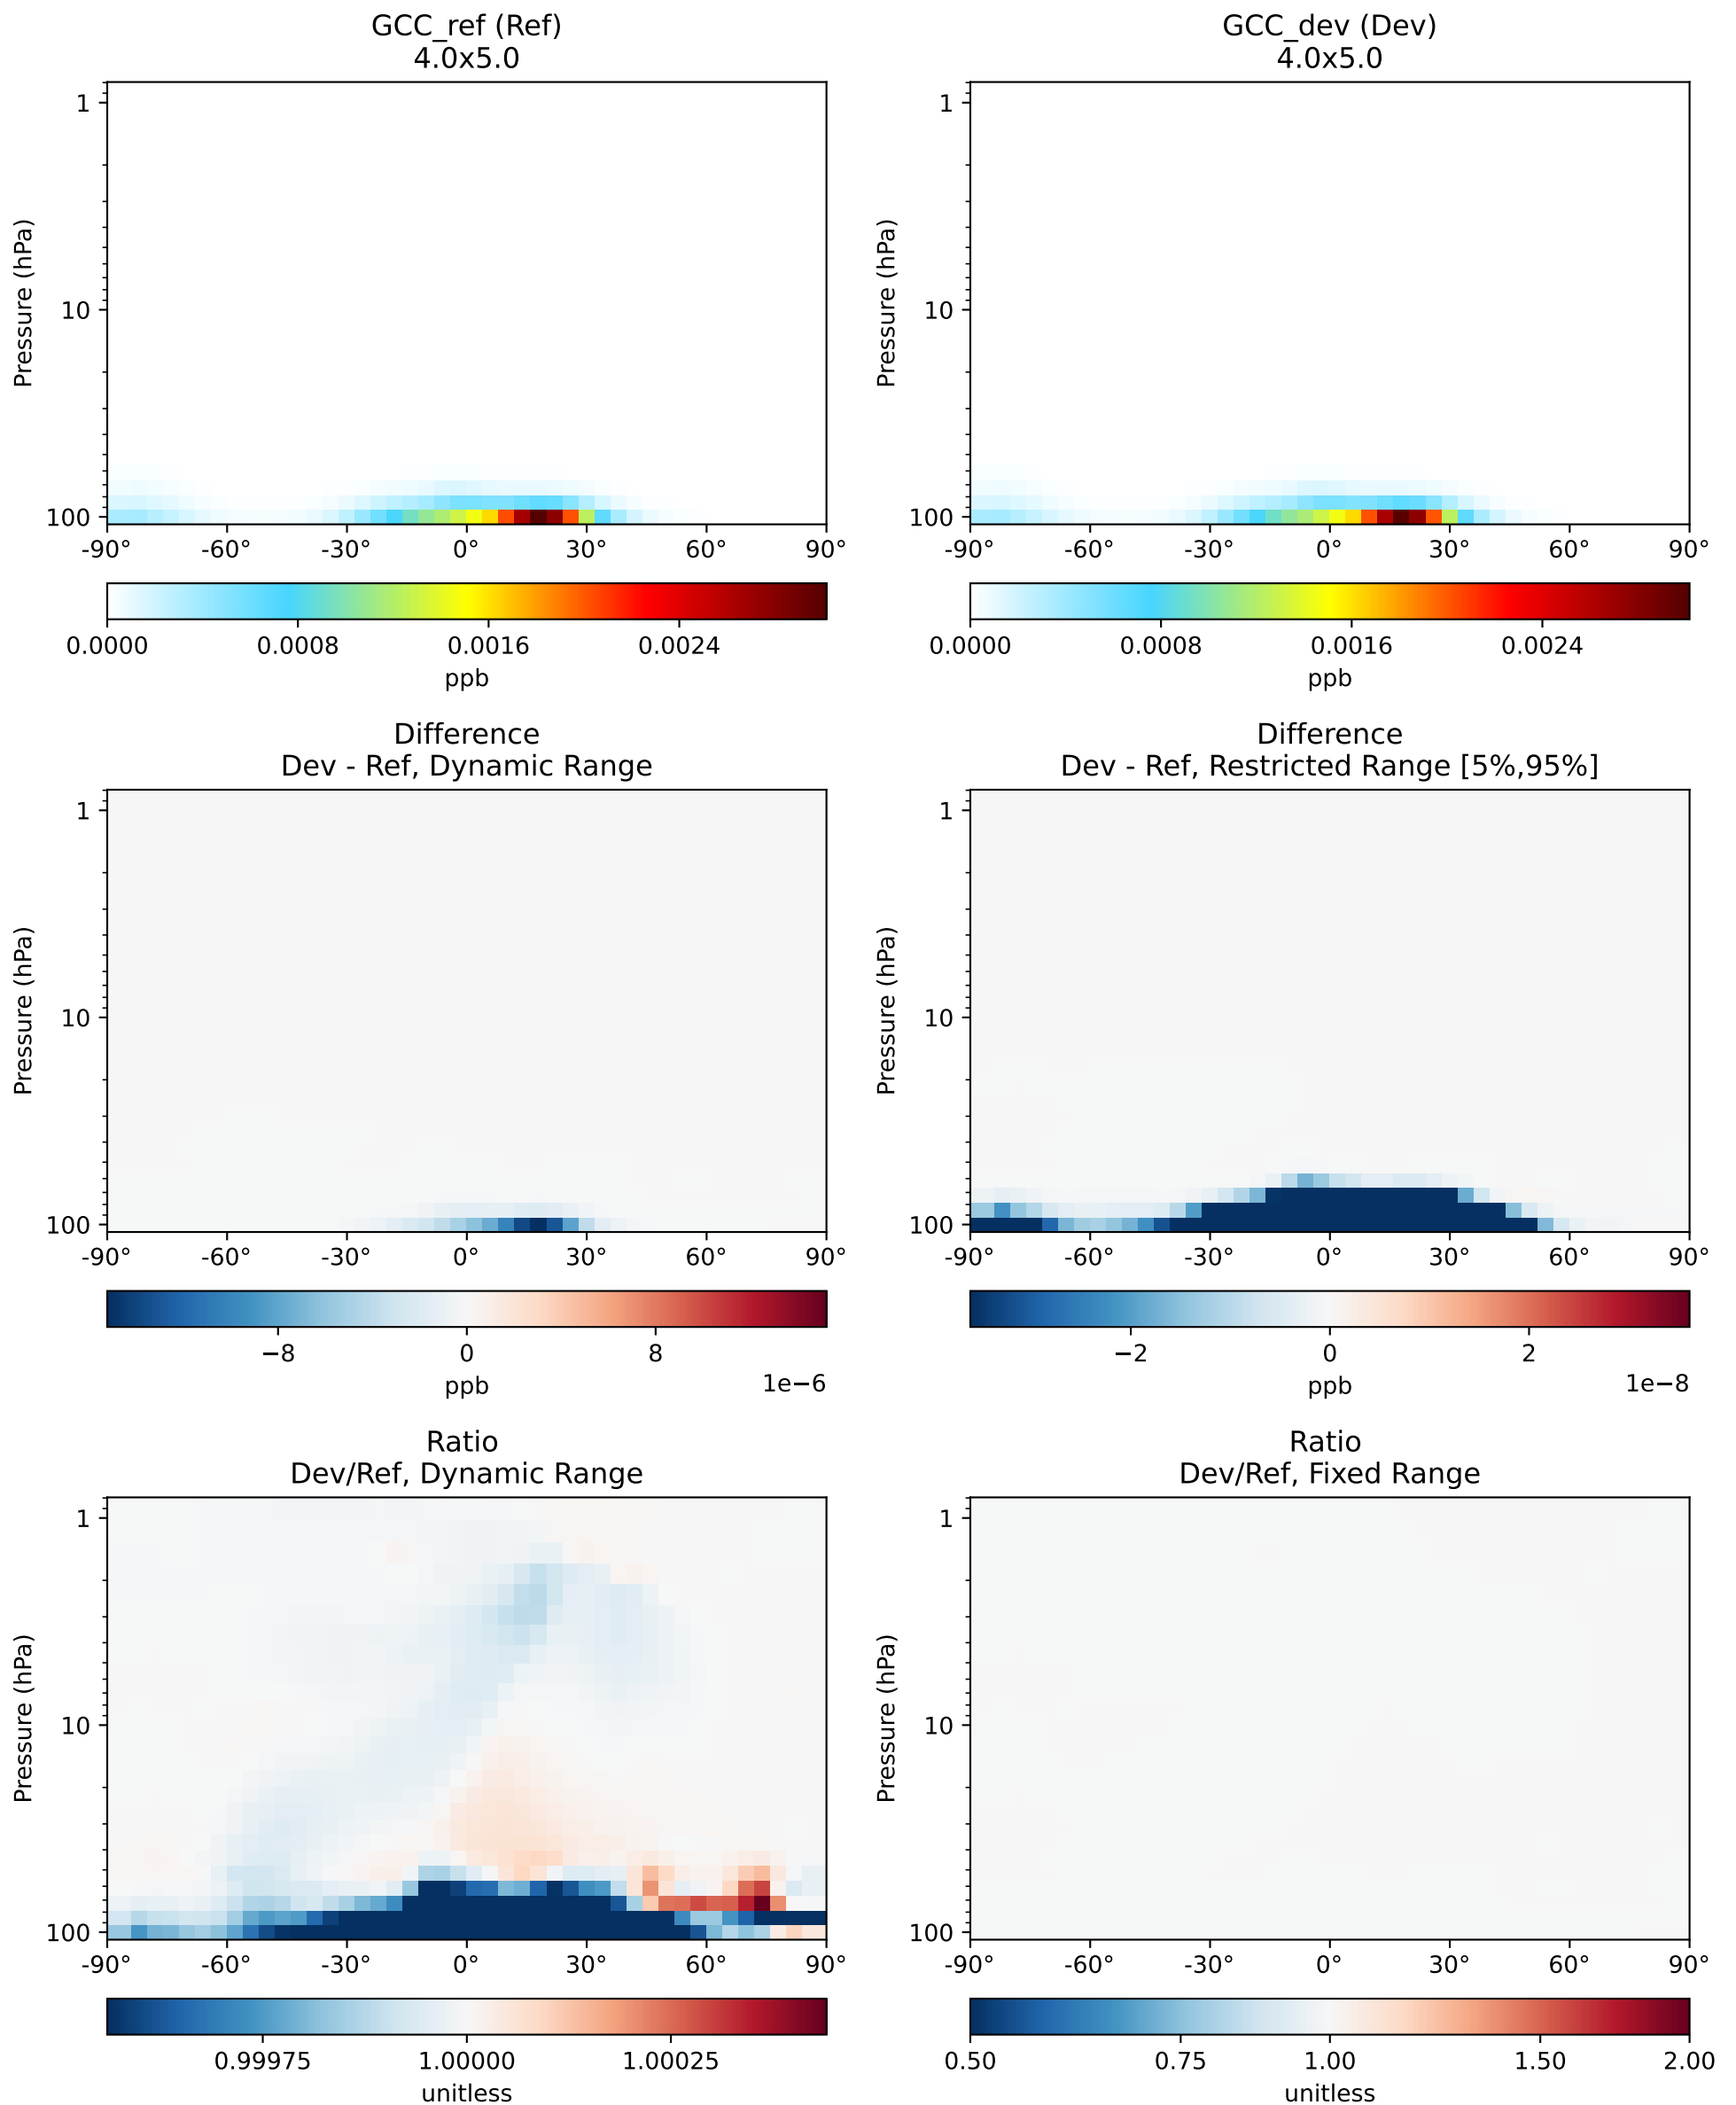 GCC_ref (Ref)
4.0x5.0
1
10
100
Pressure (hPa)
-90° -60° -30° 0° 30° 60° 90°
0.0000 0.0008 0.0016 0.0024
ppb
GCC_dev (Dev)
4.0x5.0
1
10
100
Pressure (hPa)
-90° -60° -30° 0° 30° 60° 90°
0.0000 0.0008 0.0016 0.0024
ppb
Difference
Dev - Ref, Dynamic Range
1
10
100
Pressure (hPa)
-90° -60° -30° 0° 30° 60° 90°
−8 0 8
1e−6
ppb
Difference
Dev - Ref, Restricted Range [5%,95%]
1
10
100
Pressure (hPa)
-90° -60° -30° 0° 30° 60° 90°
−2 0 2
1e−8
ppb
Ratio
Dev/Ref, Dynamic Range
1
10
100
Pressure (hPa)
-90° -60° -30° 0° 30° 60° 90°
0.99975 1.00000 1.00025
unitless
Ratio
Dev/Ref, Fixed Range
1
10
100
Pressure (hPa)
-90° -60° -30° 0° 30° 60° 90°
0.50 0.75 1.00 1.50 2.00
unitless